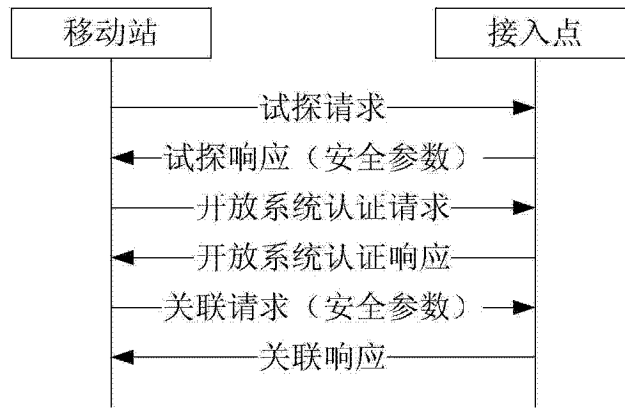 移动站
接入点
试探请求
试探响应（安全参数）
开放系统认证请求
开放系统认证响应
关联请求（安全参数）
关联响应